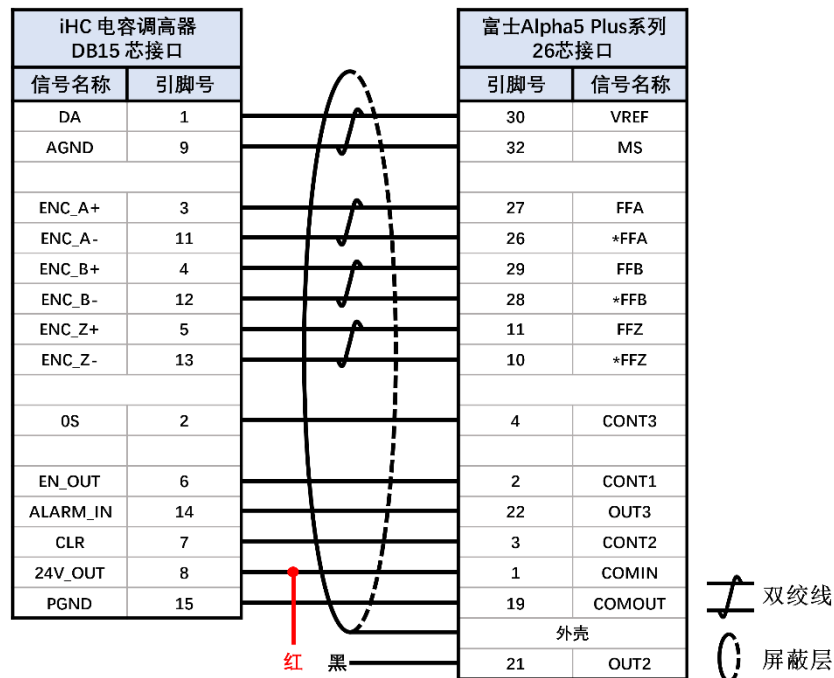 iHC 电容调高器
DB15 芯接口
富士Alpha5 Plus系列
26芯接口
信号名称 引脚号 引脚号 信号名称
DA 1 30 VREF
AGND 9 32 MS
ENC_A+ 3 27 FFA
ENC_A- 11 26 *FFA
ENC_B+ 4 29 FFB
ENC_B- 12 28 *FFB
ENC_Z+ 5 11 FFZ
ENC_Z- 13 10 *FFZ
0S 2 4 CONT3
EN_OUT 6 2 CONT1
ALARM_IN 14 22 OUT3
CLR 7 3 CONT2
24V_OUT 8 1 COMIN
PGND 15 19 COMOUT
外壳
红 黑 21 OUT2
双绞线
屏蔽层